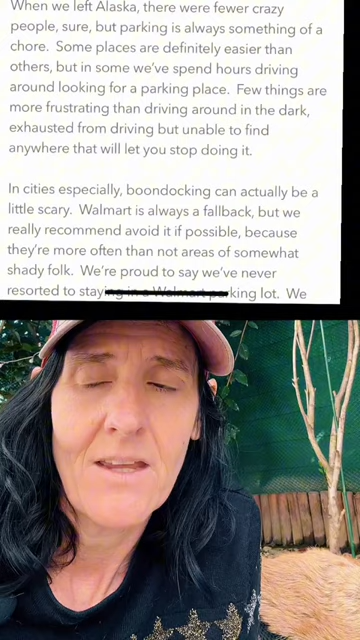 When we left Alaska, there were fewer crazy
people, sure, but parking is always something of a
chore. Some places are definitely easier than
others, but in some we've spend hours driving
around looking for a parking place. Few things are
more frustrating than driving around in the dark,
exhausted from driving but unable to find
anywhere that will let you stop doing it.
In cities especially, boondocking can actually be a
little scary. Walmart is always a fallback, but we
really recommend avoid it if possible, because
they're more often than not areas of somewhat
shady folk. We're proud to say we've never
resorted to staying in a Walmart parking lot. We